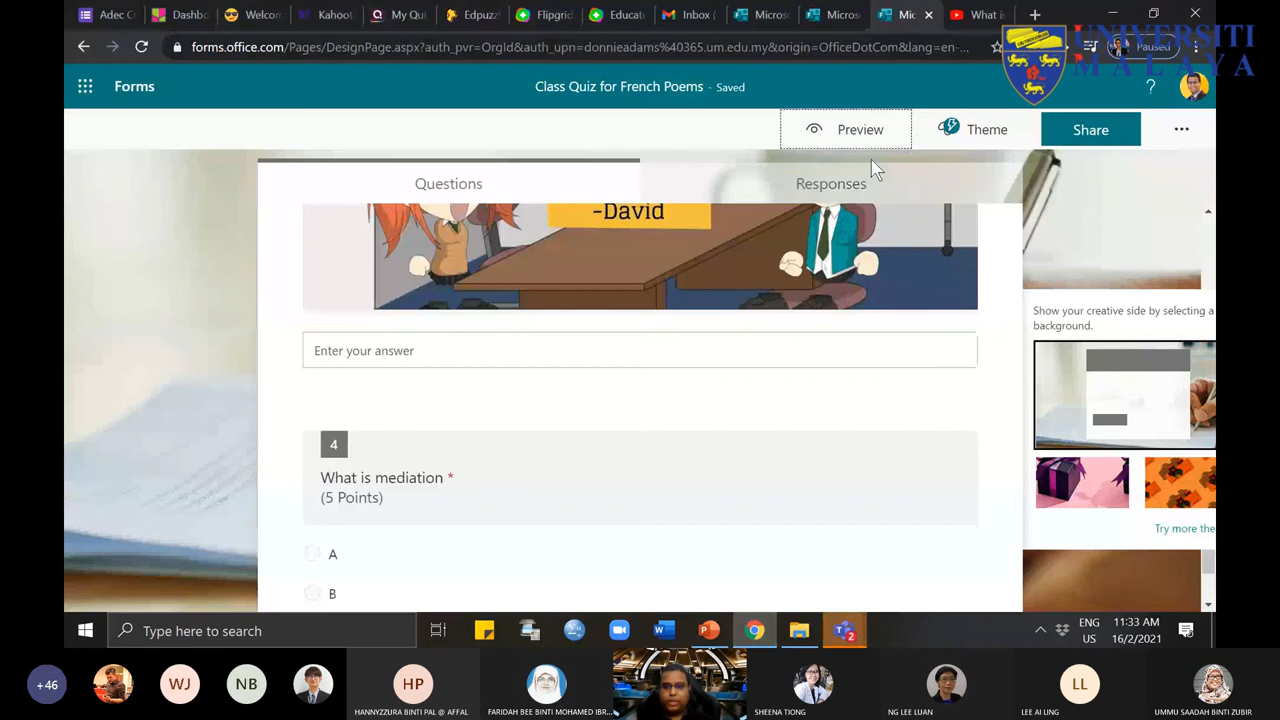 Adec C
Dashbo
Welcon
Kahoot
My Qui
Edpuzz
Flipgrid
Educat
Inbox (
Micros
Micros
Mic
What is
forms.office.com/Pages/DesignPage.aspx?auth_pvr=OrgId&auth_upn=donnieadams%40365.um.edu.my&origin=OfficeDotCom&lang=en-...
Paused
UNIVERSITI
MALAYA
Forms
Class Quiz for French Poems - Saved
?
Preview
Theme
Share
Questions
Responses
-David
Enter your answer
Show your creative side by selecting a
background.
4
What is mediation *
(5 Points)
A
B
Try more the
Type here to search
ENG
US
11:33 AM
16/2/2021
+46
WJ
NB
HP
LL
HANNYZZURA BINTI PAL @ AFFAL
FARIDAH BEE BINTI MOHAMED IBR...
SHEENA TIONG
NG LEE LUAN
LEE AI LING
UMMU SAADAH BINTI ZUBIR